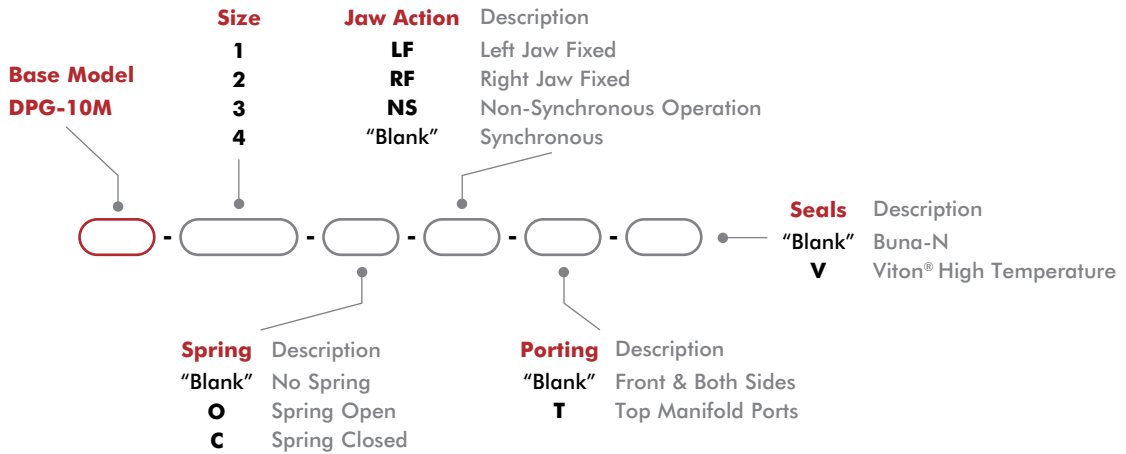 Size
1
2
3
4
Jaw Action Description
LF Left Jaw Fixed
RF Right Jaw Fixed
NS Non-Synchronous Operation
"Blank" Synchronous
Base Model
DPG-10M
- - - - -
Seals Description
"Blank" Buna-N
V Viton® High Temperature
Spring Description
"Blank" No Spring
O Spring Open
C Spring Closed
Porting Description
"Blank" Front & Both Sides
T Top Manifold Ports